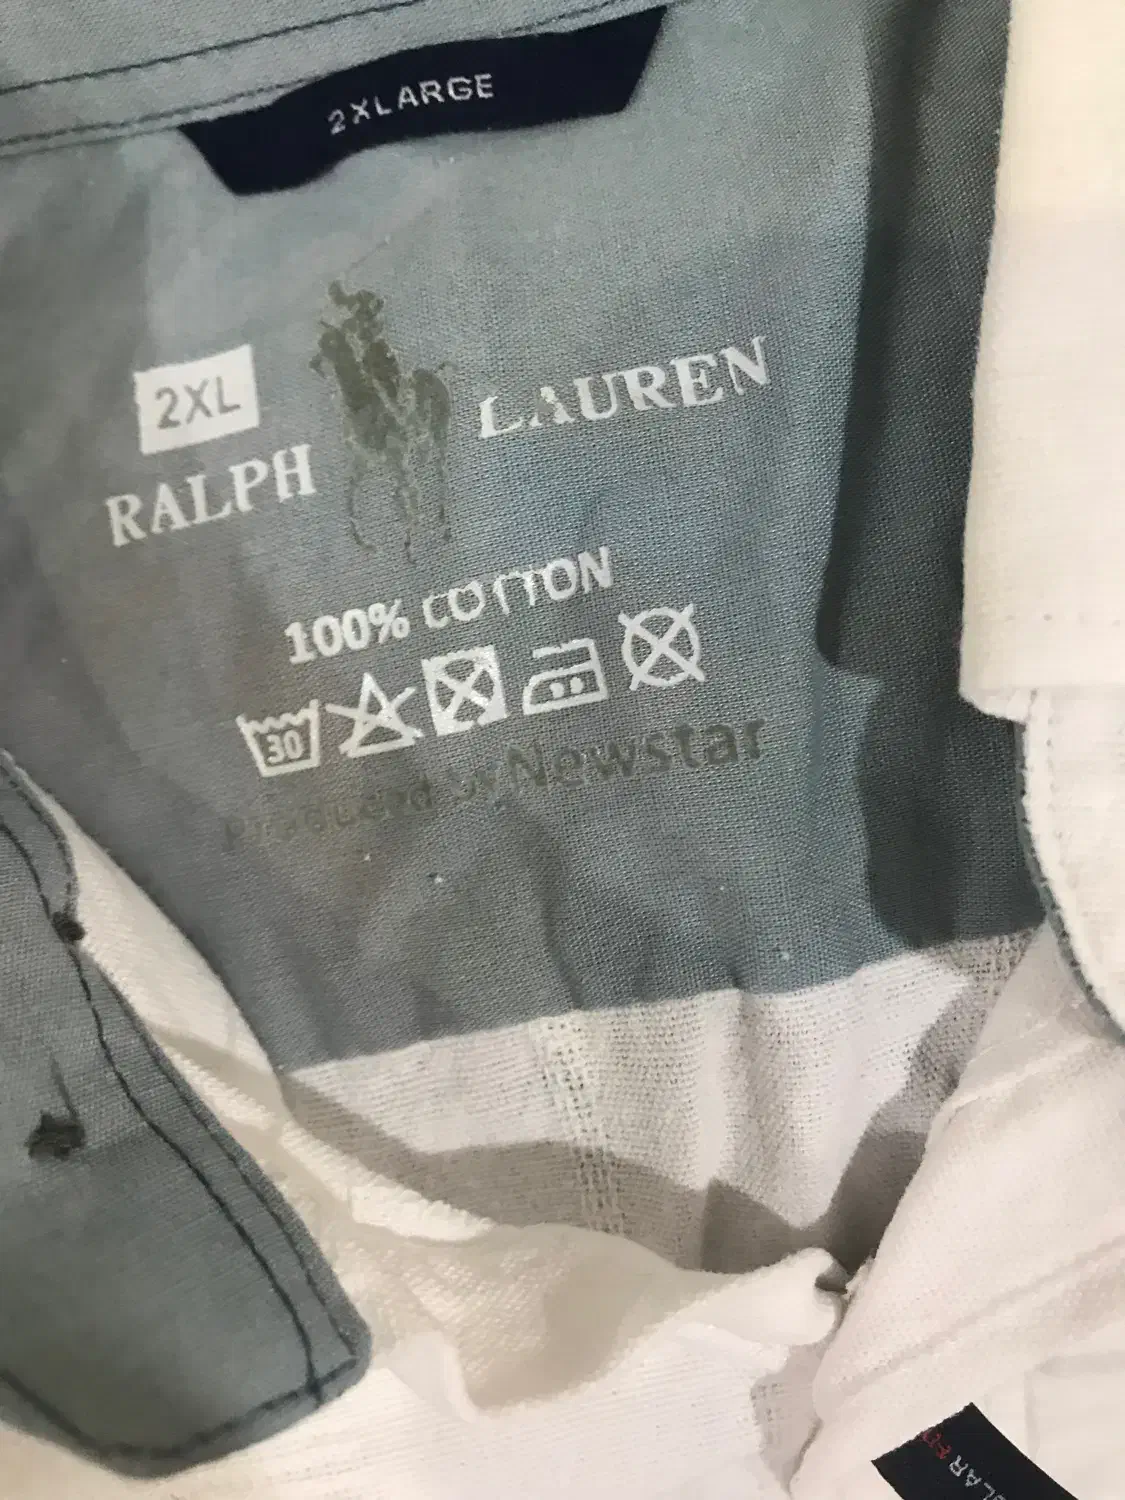 2XLARGE
2XL
RALPH LAUREN
100% COTTON
30
Produced by Newstar